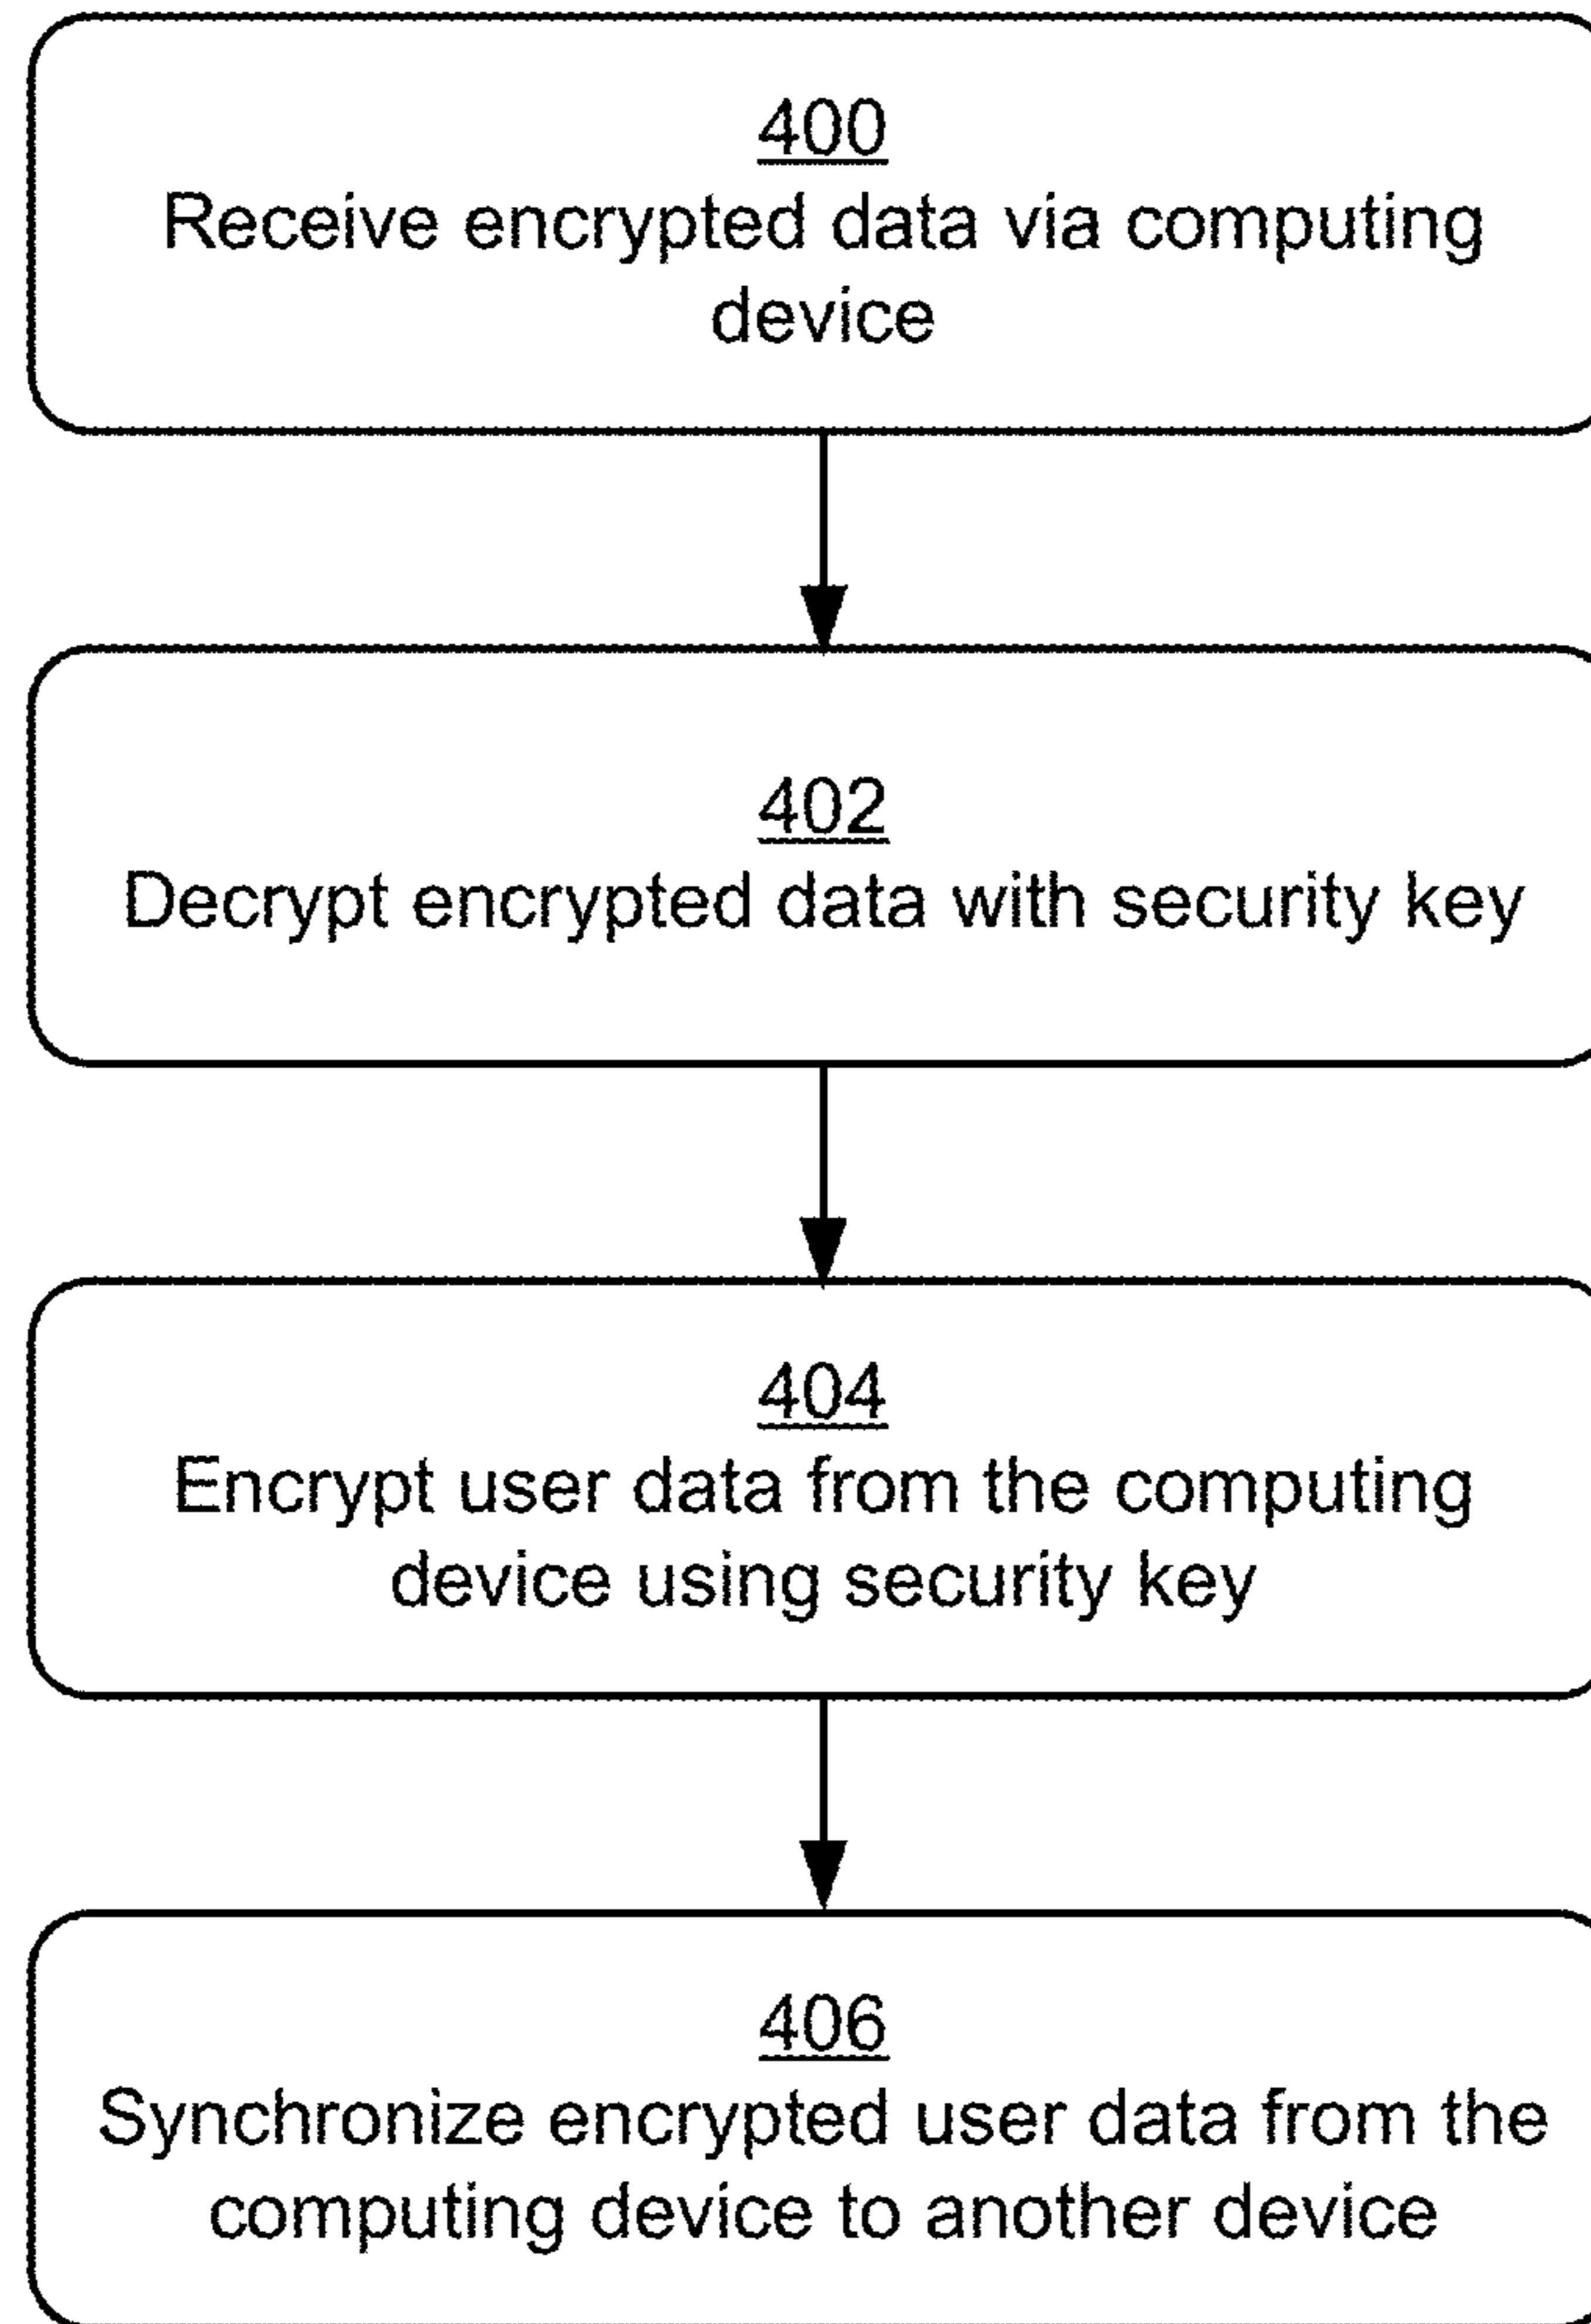 400
Receive encrypted data via computing
device
402
Decrypt encrypted data with security key
404
Encrypt user data from the computing
device using security key
406
Synchronize encrypted user data from the
computing device to another device